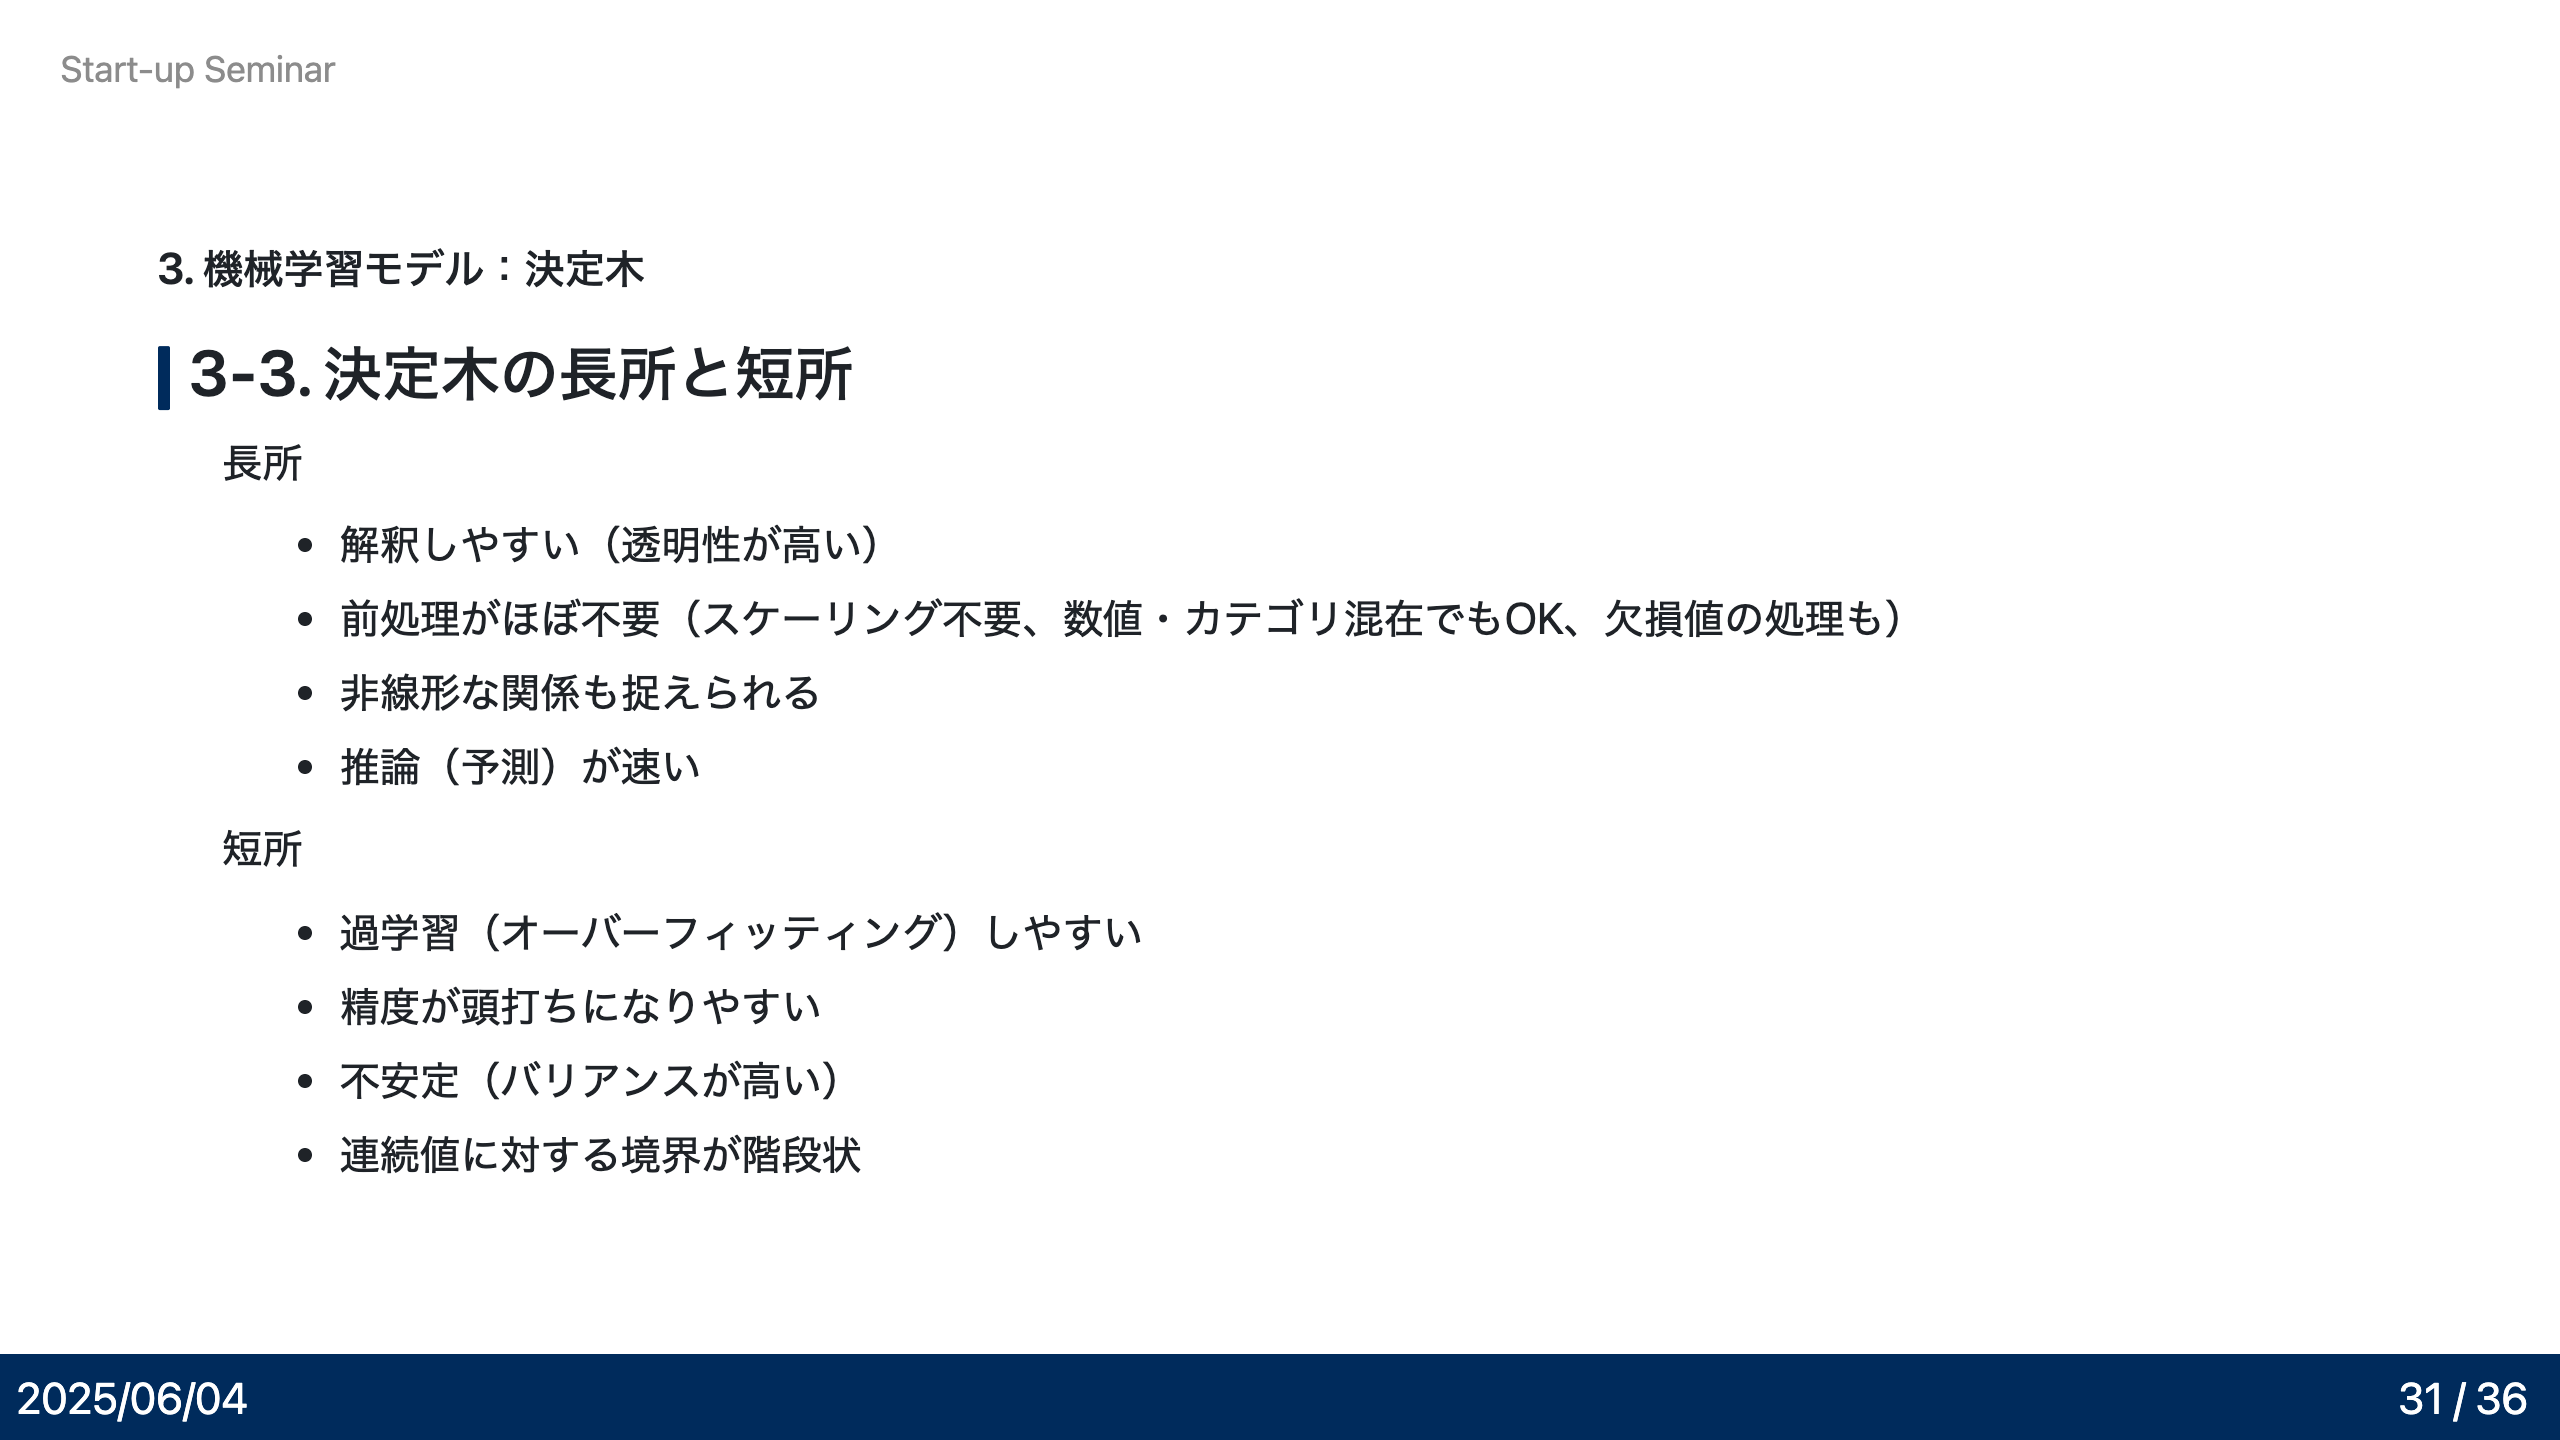 Start-up Seminar
3. 機械学習モデル：決定木
3-3. 決定木の長所と短所
長所
• 解釈しやすい（透明性が高い）
• 前処理がほぼ不要（スケーリング不要、数値・カテゴリ混在でもOK、欠損値の処理も）
• 非線形な関係も捉えられる
• 推論（予測）が速い
短所
• 過学習（オーバーフィッティング）しやすい
• 精度が頭打ちになりやすい
• 不安定（バリアンスが高い）
• 連続値に対する境界が階段状
2025/06/04
31 / 36